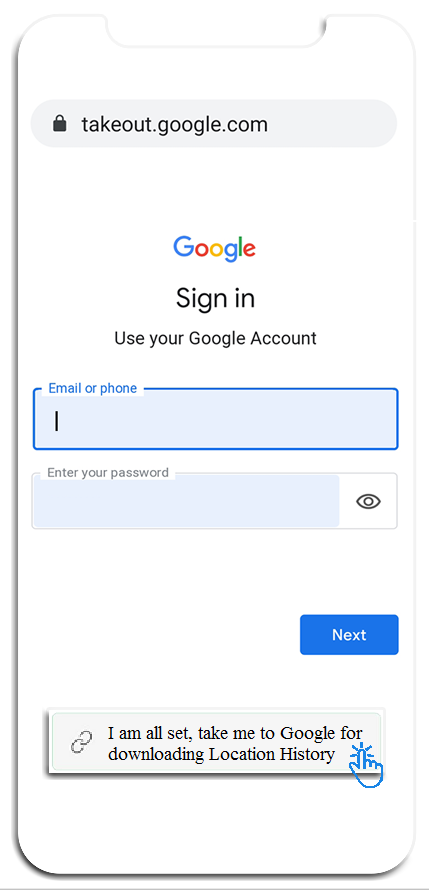 takeout.google.com
Google
Sign in
Use your Google Account
Email or phone
Enter your password
Next
I am all set, take me to Google for
downloading Location History